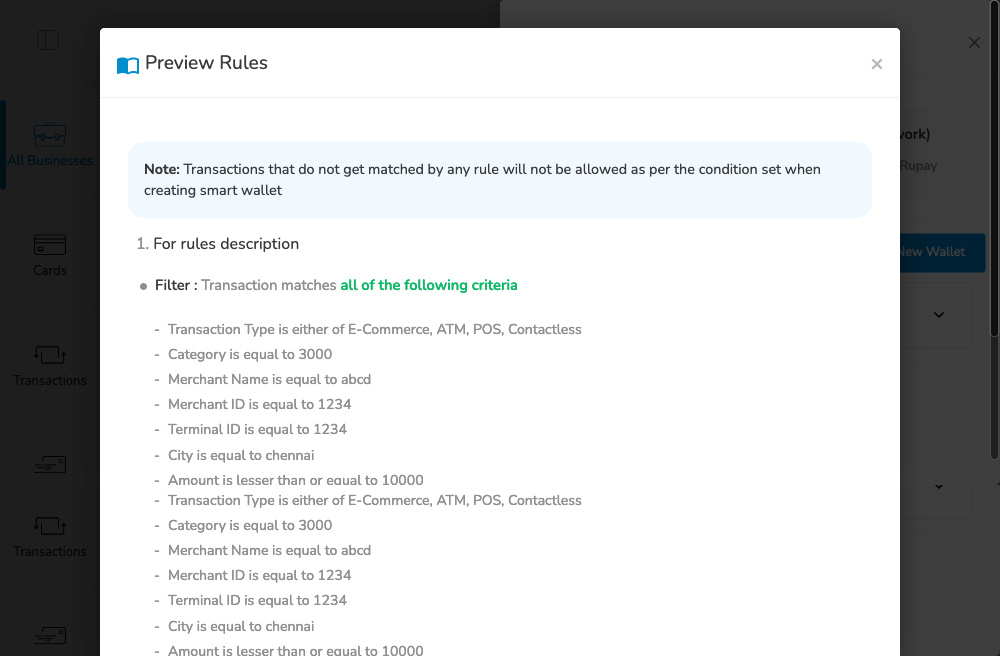 Preview Rules
×
work)
All Businesses
Rupay
Note: Transactions that do not get matched by any rule will not be allowed as per the condition set when
creating smart wallet
1. For rules description
New Wallet
Cards
● Filter : Transaction matches all of the following criteria
- Transaction Type is either of E-Commerce, ATM, POS, Contactless
- Category is equal to 3000
- Merchant Name is equal to abcd
Transactions
- Merchant ID is equal to 1234
- Terminal ID is equal to 1234
- City is equal to chennai
- Amount is lesser than or equal to 10000
- Transaction Type is either of E-Commerce, ATM, POS, Contactless
- Category is equal to 3000
- Merchant Name is equal to abcd
Transactions
- Merchant ID is equal to 1234
- Terminal ID is equal to 1234
- City is equal to chennai
- Amount is lesser than or equal to 10000